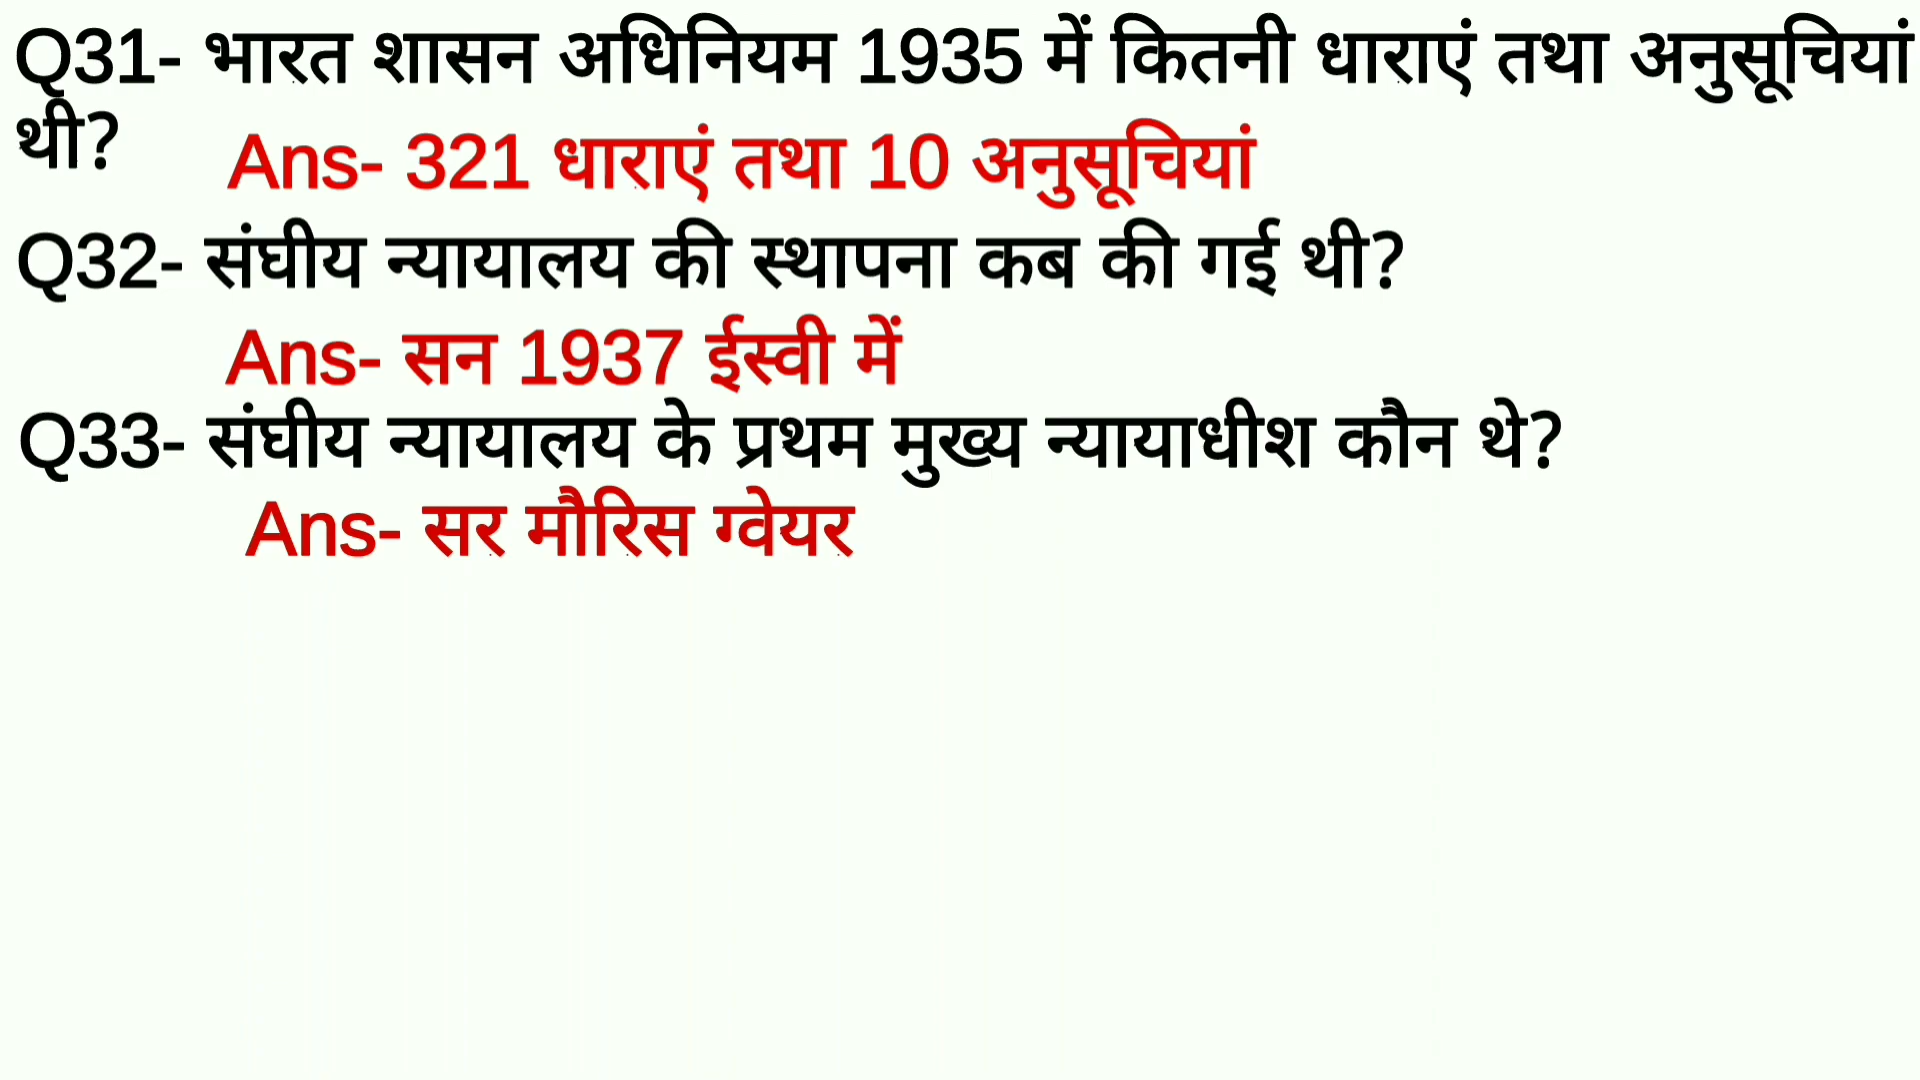 Q31- भारत शासन अधिनियम 1935 में कितनी धाराएं तथा अनुसूचियां
थी?
Ans- 321 धाराएं तथा 10 अनुसूचियां
Q32- संघीय न्यायालय की स्थापना कब की गई थी?
Ans- सन 1937 ईस्वी में
Q33- संघीय न्यायालय के प्रथम मुख्य न्यायाधीश कौन थे?
Ans- सर मौरिस ग्वेयर